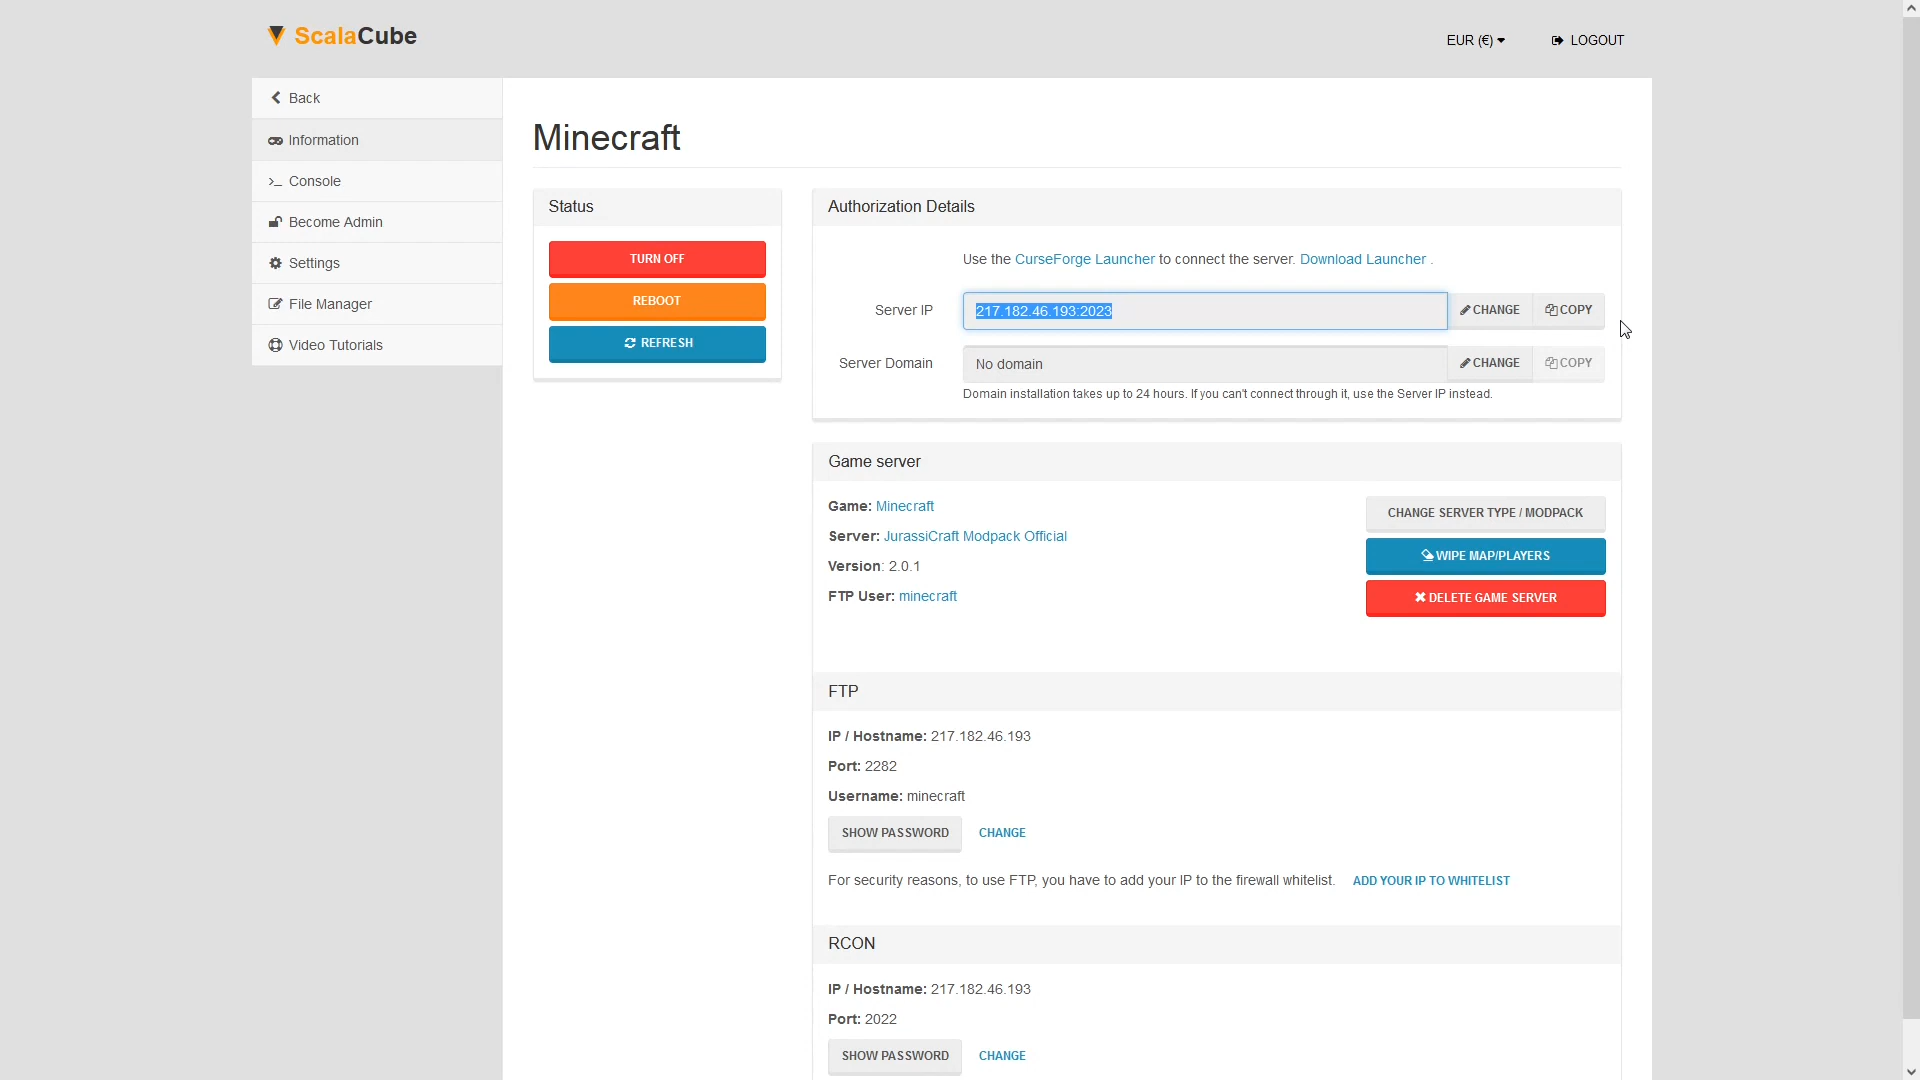 ScalaCube
EUR (€)
LOGOUT
Back
Information
Console
Become Admin
Settings
File Manager
Video Tutorials
Minecraft
Status
TURN OFF
REBOOT
REFRESH
Authorization Details
Use the CurseForge Launcher to connect the server. Download Launcher .
Server IP 217.182.46.193:2023 CHANGE COPY
Server Domain No domain CHANGE COPY
Domain installation takes up to 24 hours. If you can't connect through it, use the Server IP instead.
Game server
Game: Minecraft
Server: JurassiCraft Modpack Official
Version: 2.0.1
FTP User: minecraft
CHANGE SERVER TYPE / MODPACK
WIPE MAP/PLAYERS
DELETE GAME SERVER
FTP
IP / Hostname: 217.182.46.193
Port: 2282
Username: minecraft
SHOW PASSWORD CHANGE
For security reasons, to use FTP, you have to add your IP to the firewall whitelist. ADD YOUR IP TO WHITELIST
RCON
IP / Hostname: 217.182.46.193
Port: 2022
SHOW PASSWORD CHANGE